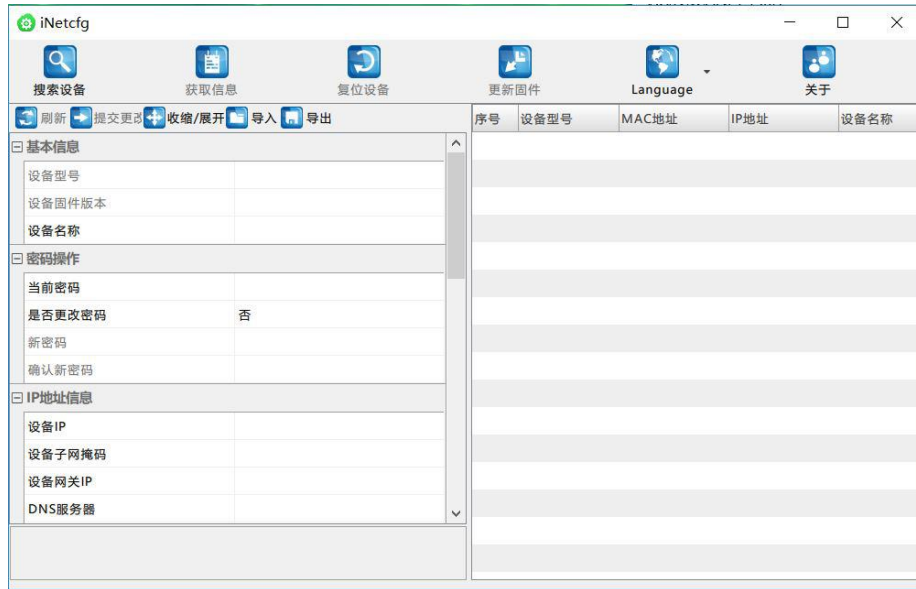 iNetcfg
搜索设备 获取信息 复位设备 更新固件 Language 关于
刷新 提交更改 收缩/展开 导入 导出
序号 设备型号 MAC地址 IP地址 设备名称
基本信息
设备型号
设备固件版本
设备名称
密码操作
当前密码
是否更改密码 否
新密码
确认新密码
IP地址信息
设备IP
设备子网掩码
设备网关IP
DNS服务器